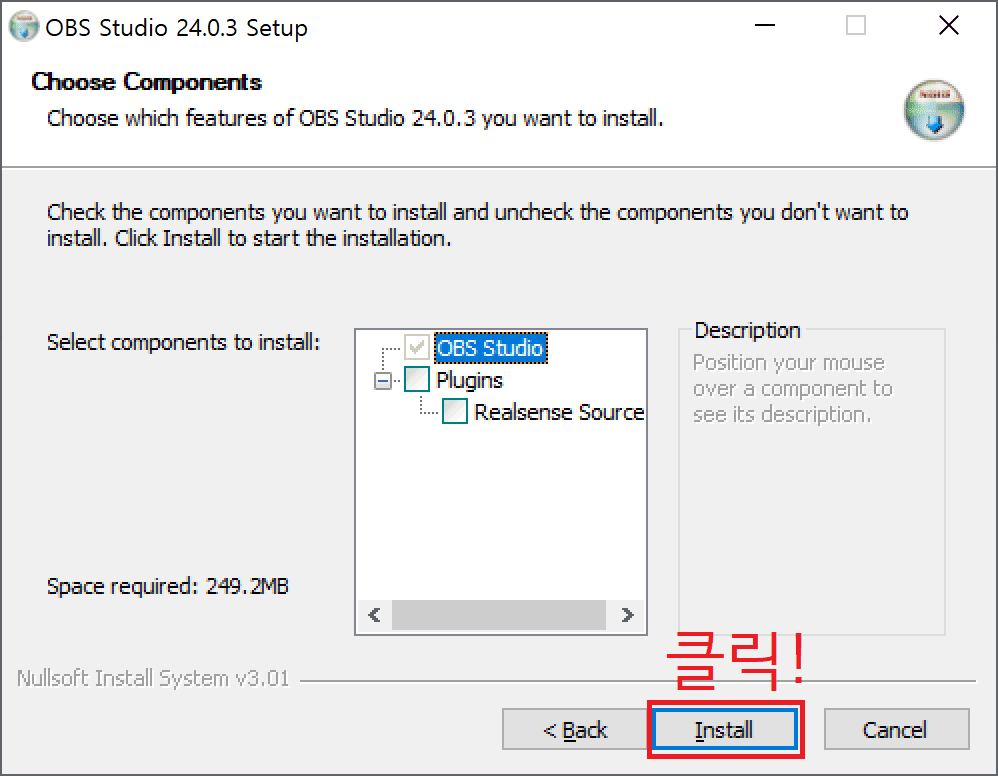 OBS Studio 24.0.3 Setup
Choose Components
Choose which features of OBS Studio 24.0.3 you want to install.
Check the components you want to install and uncheck the components you don't want to
install. Click Install to start the installation.
Select components to install:
OBS Studio
Plugins
Realsense Source
Description
Position your mouse
over a component to
see its description.
Space required: 249.2MB
클릭!
Nullsoft Install System v3.01
< Back
Install
Cancel